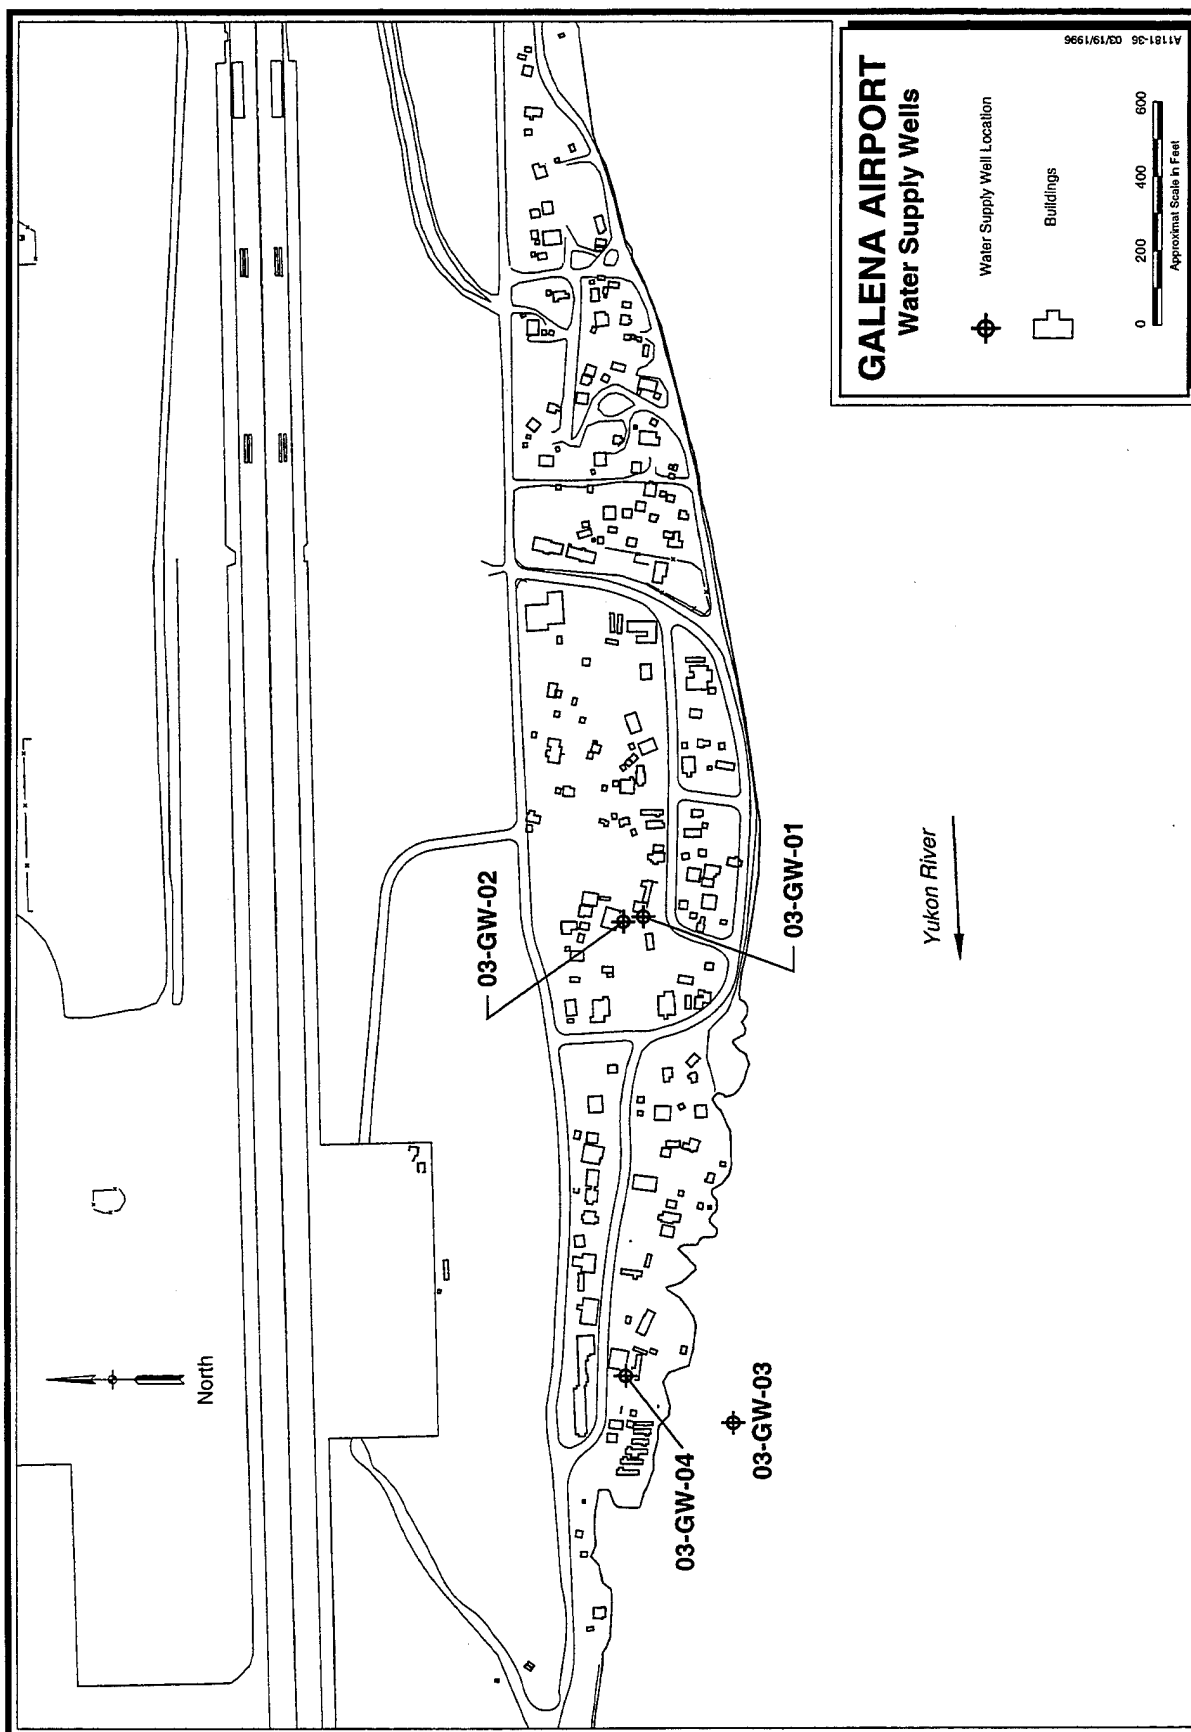 GALENA AIRPORT
Water Supply Wells
Water Supply Well Location
Buildings
0 200 400 600
Approximat Scale in Feet
A1181-36 03/19/1996
North
03-GW-02
03-GW-01
03-GW-04
03-GW-03
Yukon River